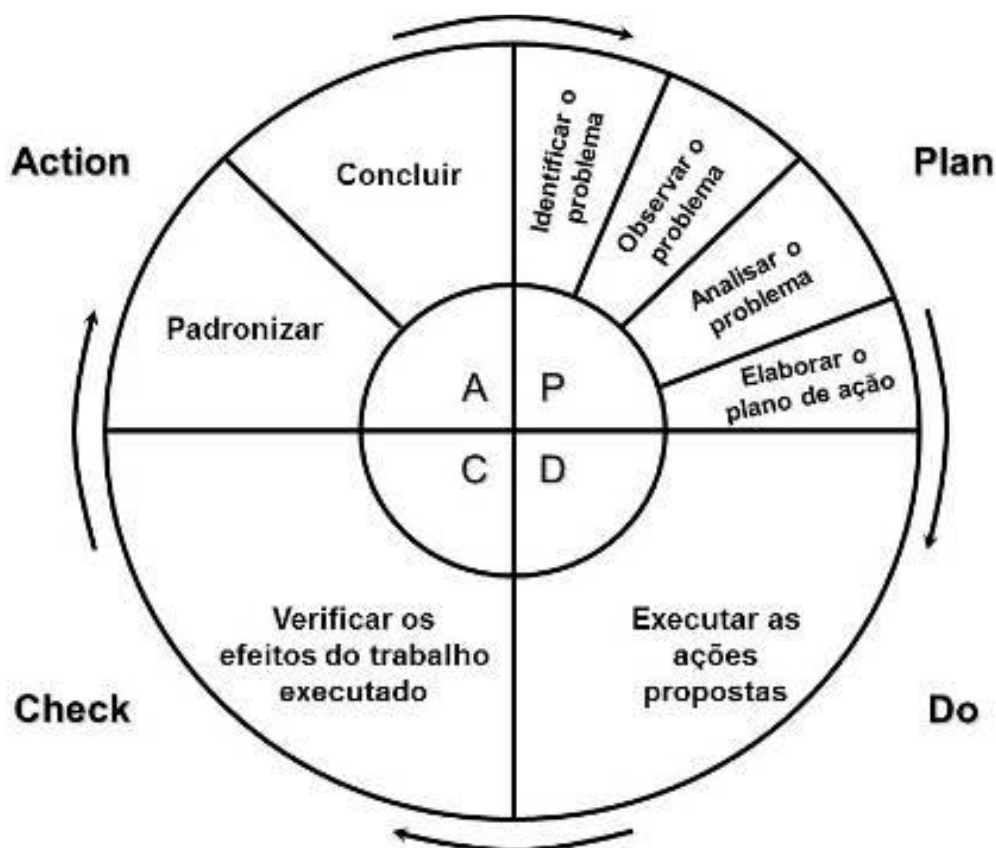 Action
Plan
Concluir
Identificar o
problema
Observar o
problema
Analisar o
problema
Elaborar o
plano de ação
Padronizar
A
P
C
D
Verificar os
efeitos do trabalho
executado
Executar as
ações
propostas
Check
Do